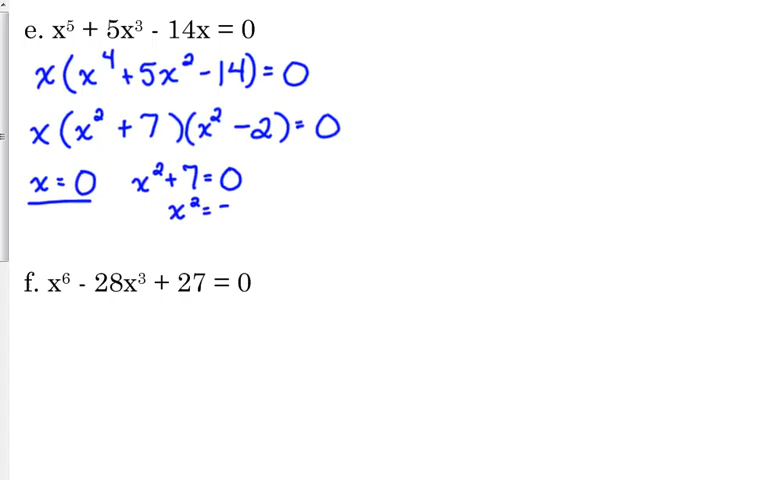 e. x⁵ + 5x³ - 14x = 0
x(x⁴ + 5x² - 14) = 0
x(x² + 7)(x² - 2) = 0
x = 0 x² + 7 = 0
x² = -
f. x⁶ - 28x³ + 27 = 0